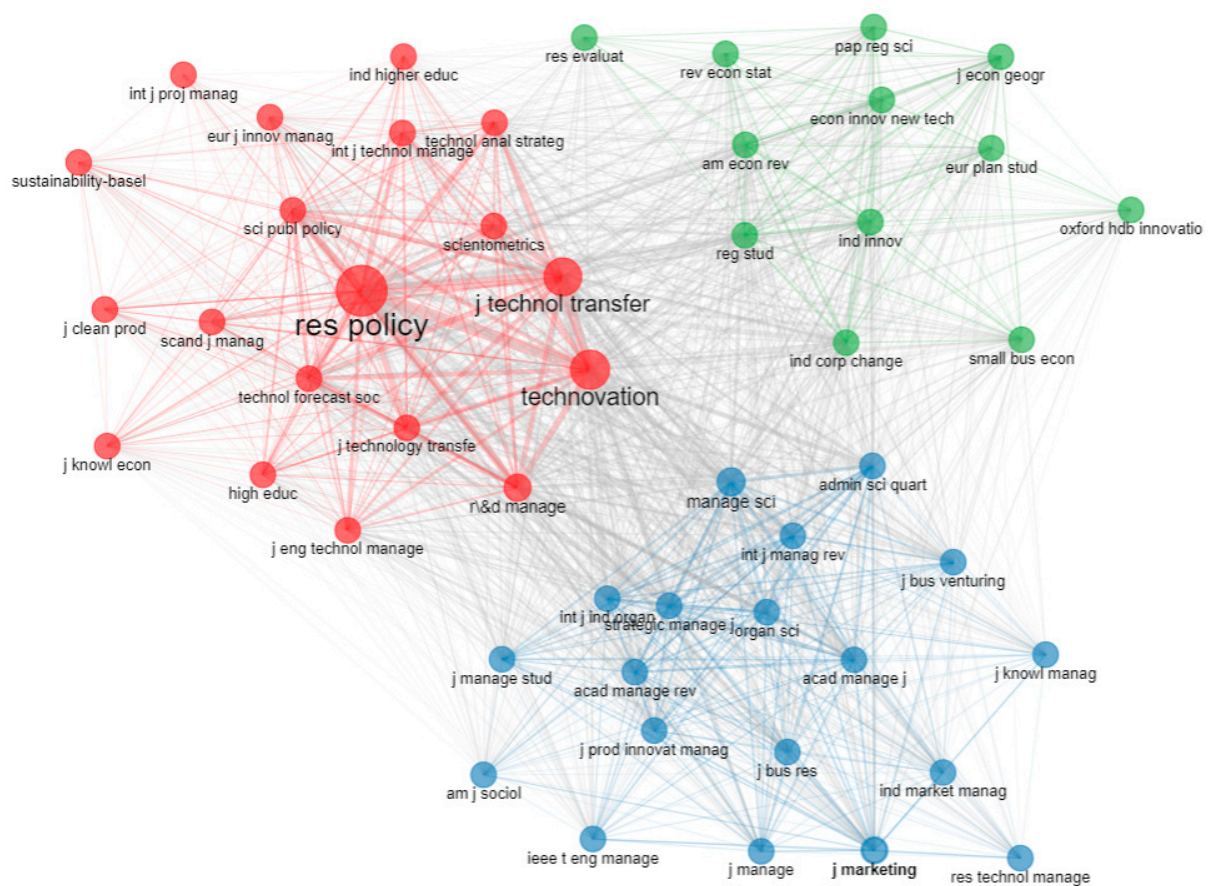 res evaluat
rev econ stat
pap reg sci
j econ geogr
ind higher educ
int j proj manag
econ innov new tech
eur j innov manag
int j technol manage
technol anal strateg
am econ rev
eur plan stud
sustainability-basel
sci publ policy
scientometrics
reg stud
ind innov
oxford hdb innovatio
res policy
j technol transfer
j clean prod
scand j manag
ind corp change
small bus econ
technol forecast soc
technovation
j technology transfe
j knowl econ
high educ
r\&d manage
manage sci
admin sci quart
j eng technol manage
int j manag rev
j bus venturing
int j ind organ
strategic manage j
organ sci
j manage stud
acad manage rev
acad manage j
j knowl manag
j prod innovat manag
j bus res
am j sociol
ind market manag
ieee t eng manage
j manage
j marketing
res technol manage